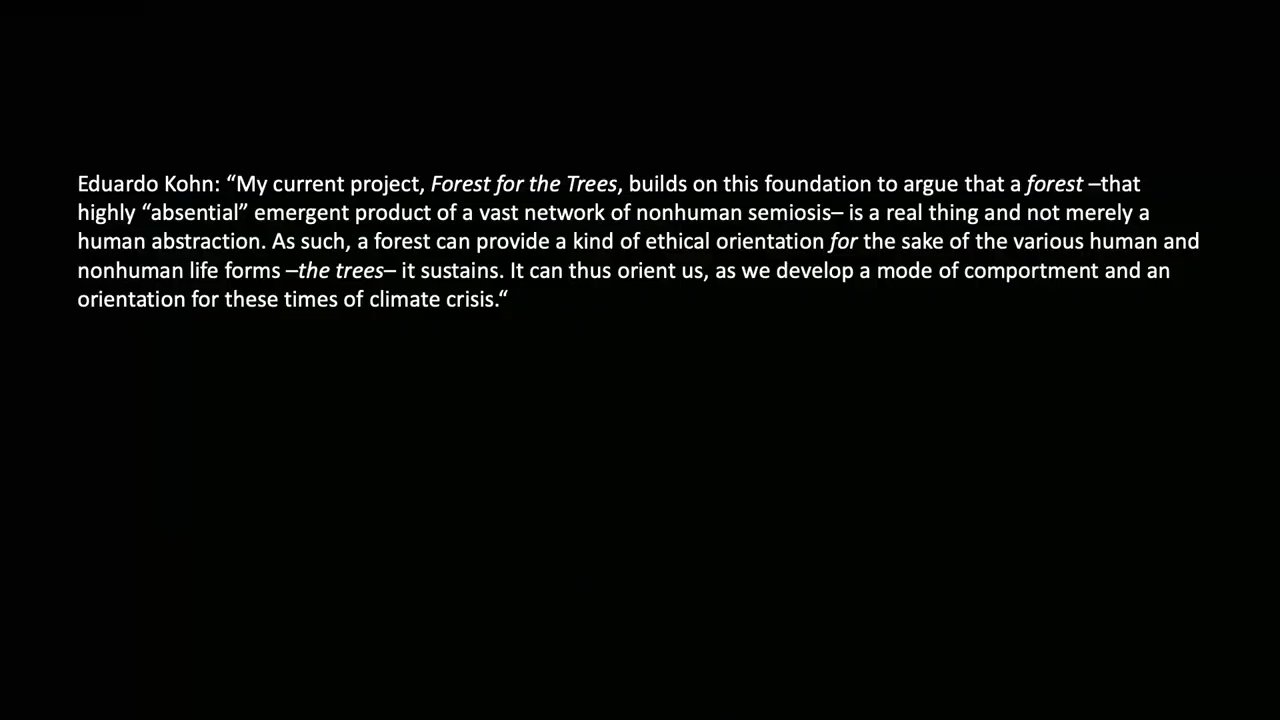 Eduardo Kohn: “My current project, Forest for the Trees, builds on this foundation to argue that a forest –that
highly “absential” emergent product of a vast network of nonhuman semiosis– is a real thing and not merely a
human abstraction. As such, a forest can provide a kind of ethical orientation for the sake of the various human and
nonhuman life forms –the trees– it sustains. It can thus orient us, as we develop a mode of comportment and an
orientation for these times of climate crisis.“